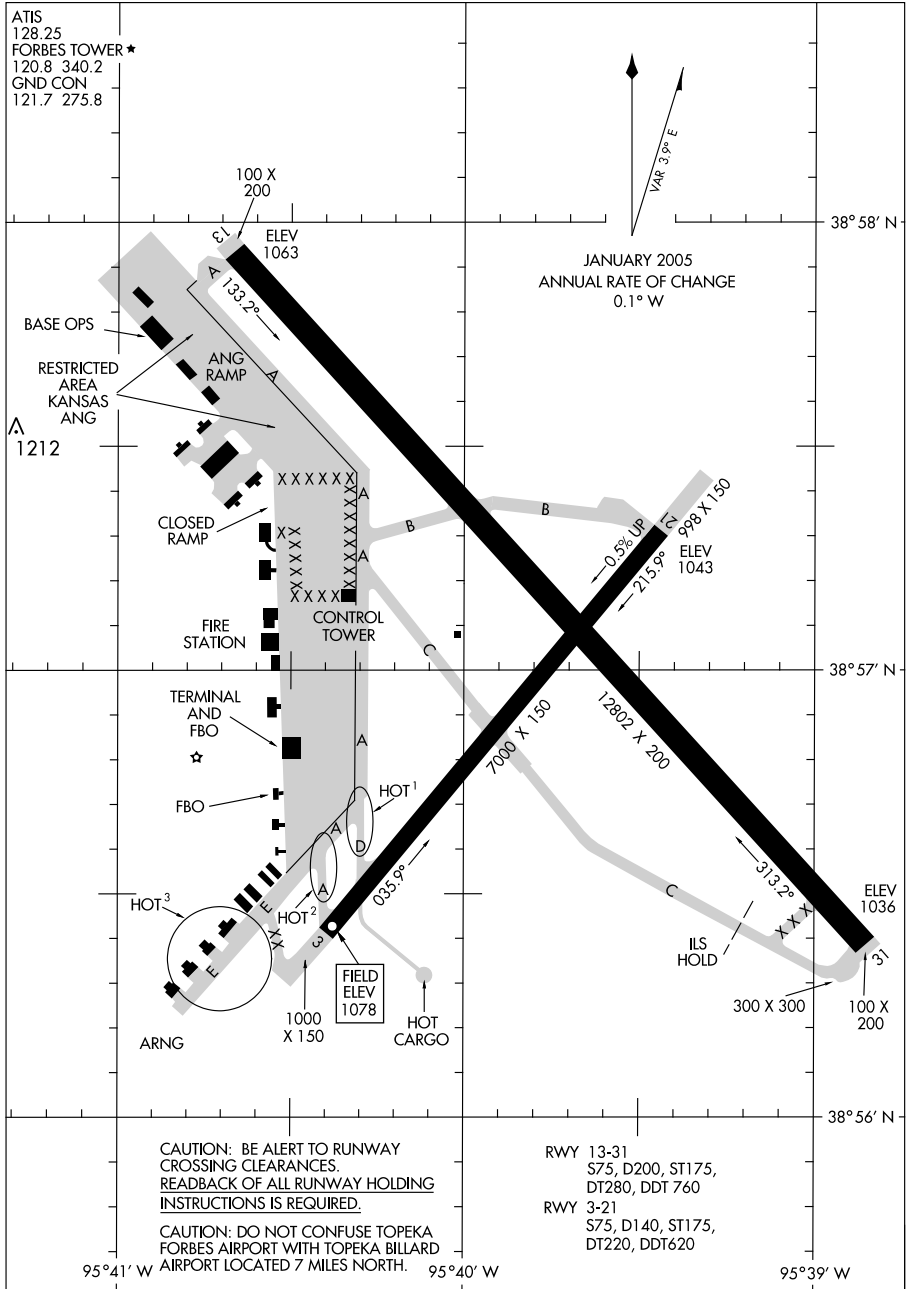 ATIS
128.25
FORBES TOWER ★
120.8 340.2
GND CON
121.7 275.8
VAR 3.9° E
JANUARY 2005
ANNUAL RATE OF CHANGE
0.1° W
38°58' N
100 X
200
13
ELEV
1063
A
133.2°
BASE OPS
ANG
RAMP
A
RESTRICTED
AREA
KANSAS
ANG
1212
X X X X X X
X
X
X
X
X
X
A
A
CLOSED
RAMP
X X
X
X
X
X
X X X X
B
B
21
998 X 150
0.5% UP
215.9°
ELEV
1043
CONTROL
TOWER
FIRE
STATION
C
38°57' N
TERMINAL
AND
FBO
A
7000 X 150
12802 X 200
FBO
HOT 1
A
D
HOT 2
A
035.9°
C
313.2°
ELEV
1036
HOT 3
E
E
X X
X
3
X X X
ILS
HOLD
31
FIELD
ELEV
1078
1000
X 150
HOT
CARGO
300 X 300
100 X
200
ARNG
38°56' N
CAUTION: BE ALERT TO RUNWAY
CROSSING CLEARANCES.
READBACK OF ALL RUNWAY HOLDING
INSTRUCTIONS IS REQUIRED.
CAUTION: DO NOT CONFUSE TOPEKA
FORBES AIRPORT WITH TOPEKA BILLARD
AIRPORT LOCATED 7 MILES NORTH.
RWY 13-31
S75, D200, ST175,
DT280, DDT 760
RWY 3-21
S75, D140, ST175,
DT220, DDT620
95°41' W
95°40' W
95°39' W